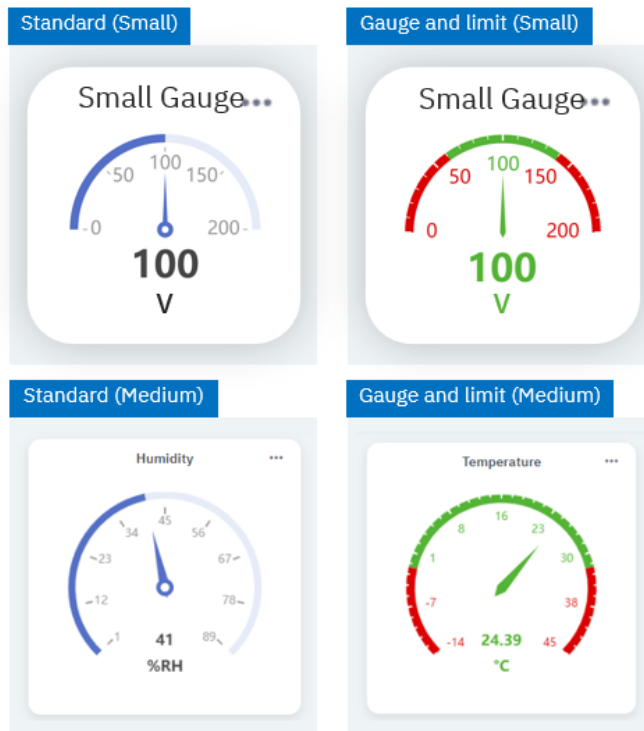 Standard (Small)
Small Gauge...
100
50
150
0
200
100
V
Gauge and limit (Small)
Small Gauge...
100
50
150
0
200
100
V
Standard (Medium)
Humidity
...
45
34
56
23
67
12
78
1
89
41
%RH
Gauge and limit (Medium)
Temperature
...
16
8
23
1
30
-7
38
-14
45
24.39
°C